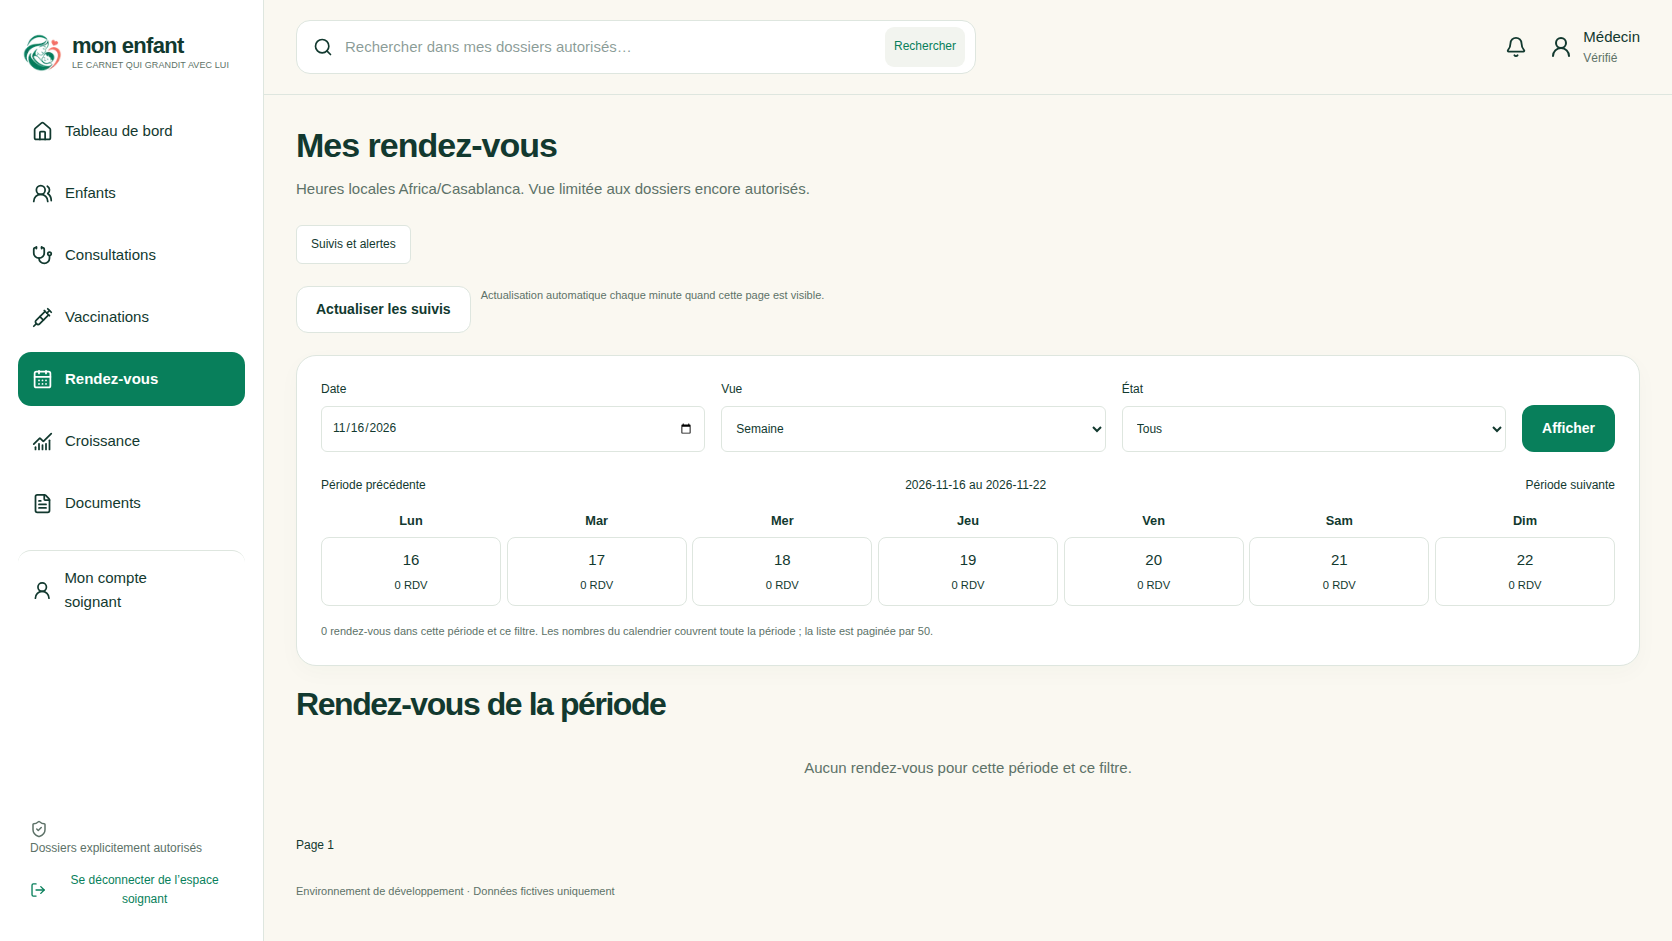 mon enfant
LE CARNET QUI GRANDIT AVEC LUI
Tableau de bord
Enfants
Consultations
Vaccinations
Rendez-vous
Croissance
Documents
Mon compte
soignant
Dossiers explicitement autorisés
Se déconnecter de l’espace
soignant
Rechercher dans mes dossiers autorisés…
Rechercher
Médecin
Vérifié
Mes rendez-vous
Heures locales Africa/Casablanca. Vue limitée aux dossiers encore autorisés.
Suivis et alertes
Actualiser les suivis
Actualisation automatique chaque minute quand cette page est visible.
Date
Vue
État
11/16/2026
Semaine
Tous
Afficher
Période précédente
2026-11-16 au 2026-11-22
Période suivante
Lun
Mar
Mer
Jeu
Ven
Sam
Dim
16
17
18
19
20
21
22
0 RDV
0 RDV
0 RDV
0 RDV
0 RDV
0 RDV
0 RDV
0 rendez-vous dans cette période et ce filtre. Les nombres du calendrier couvrent toute la période ; la liste est paginée par 50.
Rendez-vous de la période
Aucun rendez-vous pour cette période et ce filtre.
Page 1
Environnement de développement · Données fictives uniquement